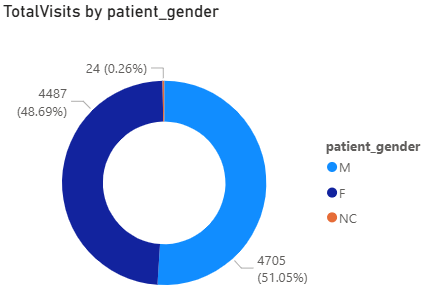 TotalVisits by patient_gender
24 (0.26%)
4487
(48.69%)
patient_gender
M
F
NC
4705
(51.05%)